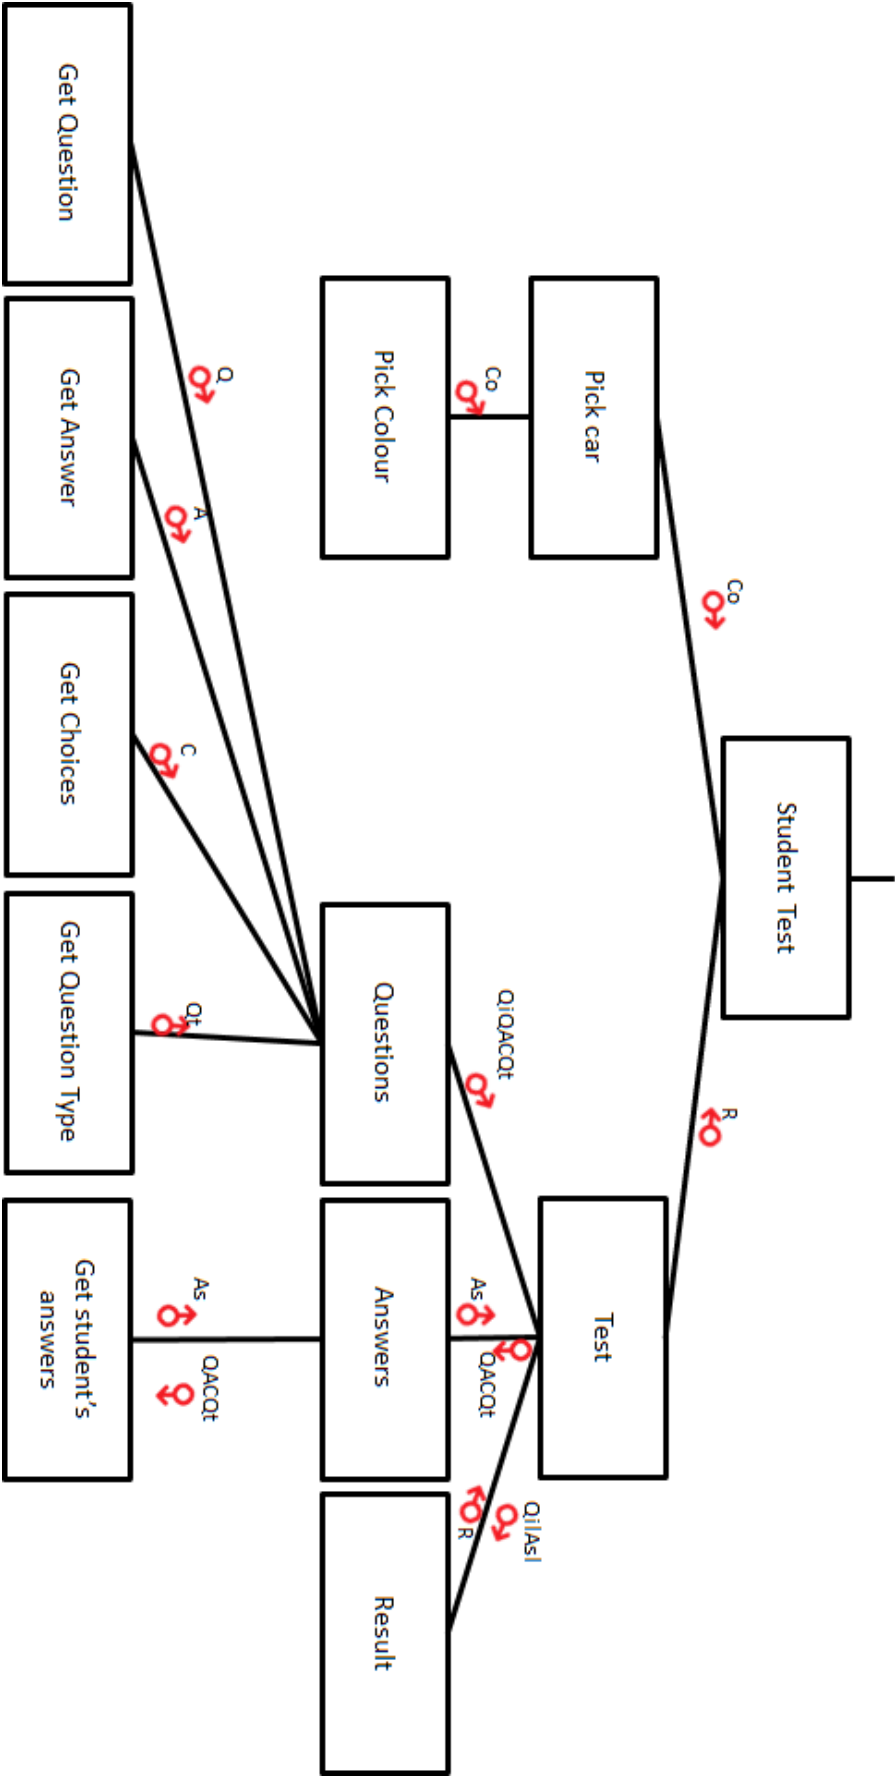 Student Test
Co
R
Pick car
Test
Co
QiQACQt
As
QACQt
QiIAsI
R
Pick Colour
Questions
Answers
Result
Q
A
C
Qt
As
QACQt
Get Question
Get Answer
Get Choices
Get Question Type
Get student's
answers